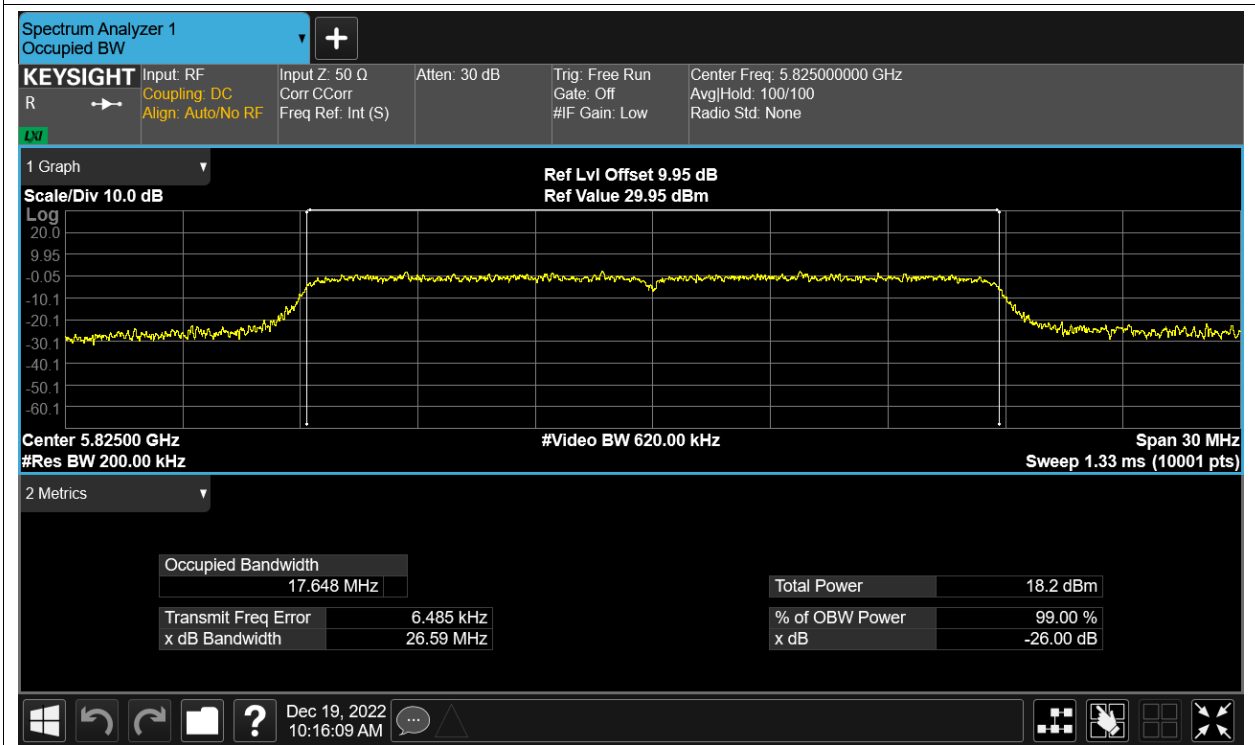 Spectrum Analyzer 1
Occupied BW
+
KEYSIGHT Input: RF Input Z: 50 Ω Atten: 30 dB Trig: Free Run Center Freq: 5.825000000 GHz
R Coupling: DC Corr CCorr Gate: Off Avg|Hold: 100/100
Align: Auto/No RF Freq Ref: Int (S) #IF Gain: Low Radio Std: None
LXI
1 Graph
Ref Lvl Offset 9.95 dB
Scale/Div 10.0 dB Ref Value 29.95 dBm
Log
20.0
9.95
-0.05
-10.1
-20.1
-30.1
-40.1
-50.1
-60.1
Center 5.82500 GHz #Video BW 620.00 kHz Span 30 MHz
#Res BW 200.00 kHz Sweep 1.33 ms (10001 pts)
2 Metrics
Occupied Bandwidth
17.648 MHz Total Power 18.2 dBm
Transmit Freq Error 6.485 kHz % of OBW Power 99.00 %
x dB Bandwidth 26.59 MHz x dB -26.00 dB
? Dec 19, 2022
10:16:09 AM